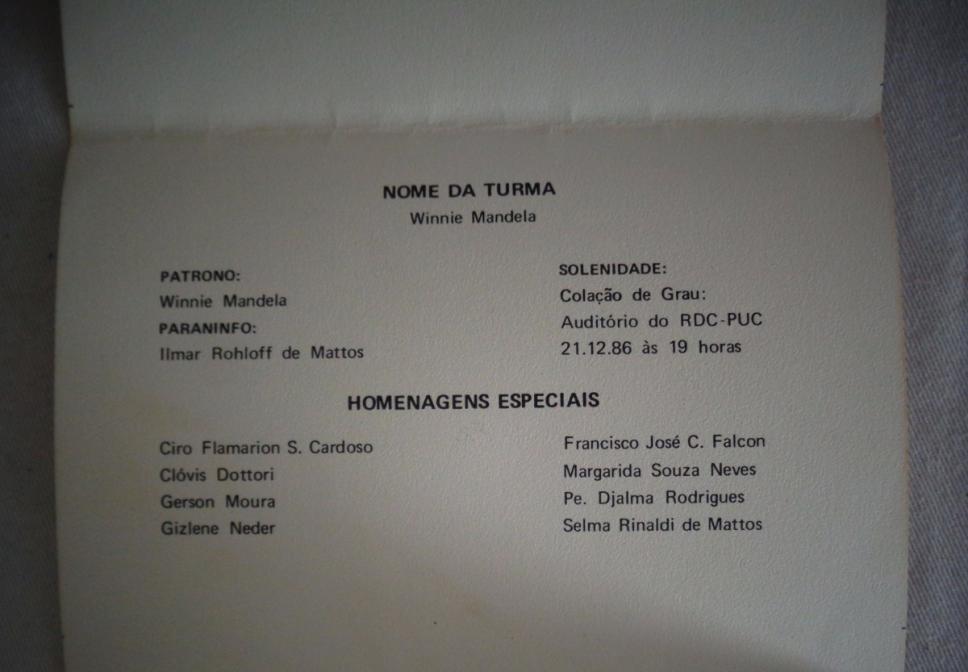 NOME DA TURMA
Winnie Mandela
PATRONO:
Winnie Mandela
PARANINFO:
Ilmar Rohloff de Mattos
SOLENIDADE:
Colação de Grau:
Auditório do RDC-PUC
21.12.86 às 19 horas
HOMENAGENS ESPECIAIS
Ciro Flamarion S. Cardoso
Clóvis Dottori
Gerson Moura
Gizlene Neder
Francisco José C. Falcon
Margarida Souza Neves
Pe. Djalma Rodrigues
Selma Rinaldi de Mattos